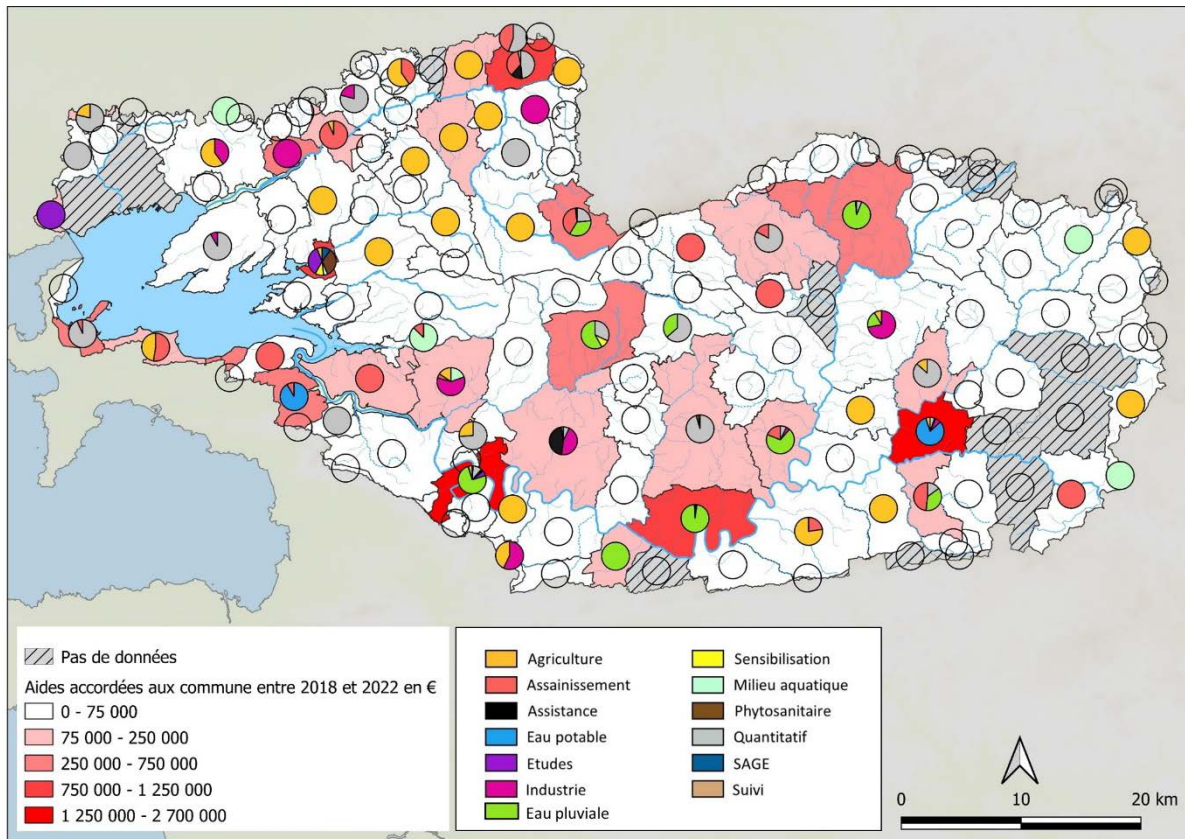 Pas de données
Aides accordées aux commune entre 2018 et 2022 en €
0 - 75 000
75 000 - 250 000
250 000 - 750 000
750 000 - 1 250 000
1 250 000 - 2 700 000
Agriculture
Assainissement
Assistance
Eau potable
Etudes
Industrie
Eau pluviale
Sensibilisation
Milieu aquatique
Phytosanitaire
Quantitatif
SAGE
Suivi
0 10 20 km